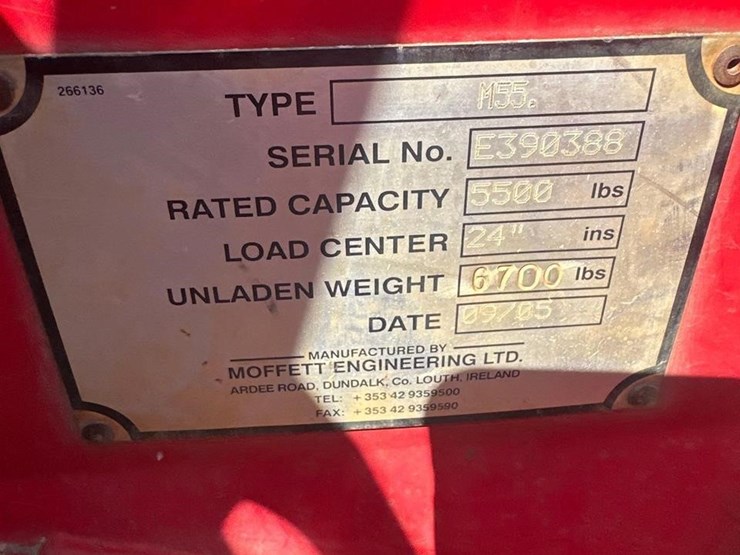 266136
TYPE M55.
SERIAL No. E390388
RATED CAPACITY 5500 lbs
LOAD CENTER 24" ins
UNLADEN WEIGHT 6700 lbs
DATE 09/05
MANUFACTURED BY
MOFFETT ENGINEERING LTD.
ARDEE ROAD, DUNDALK, Co. LOUTH, IRELAND
TEL: +353 42 9359500
FAX: +353 42 9359590